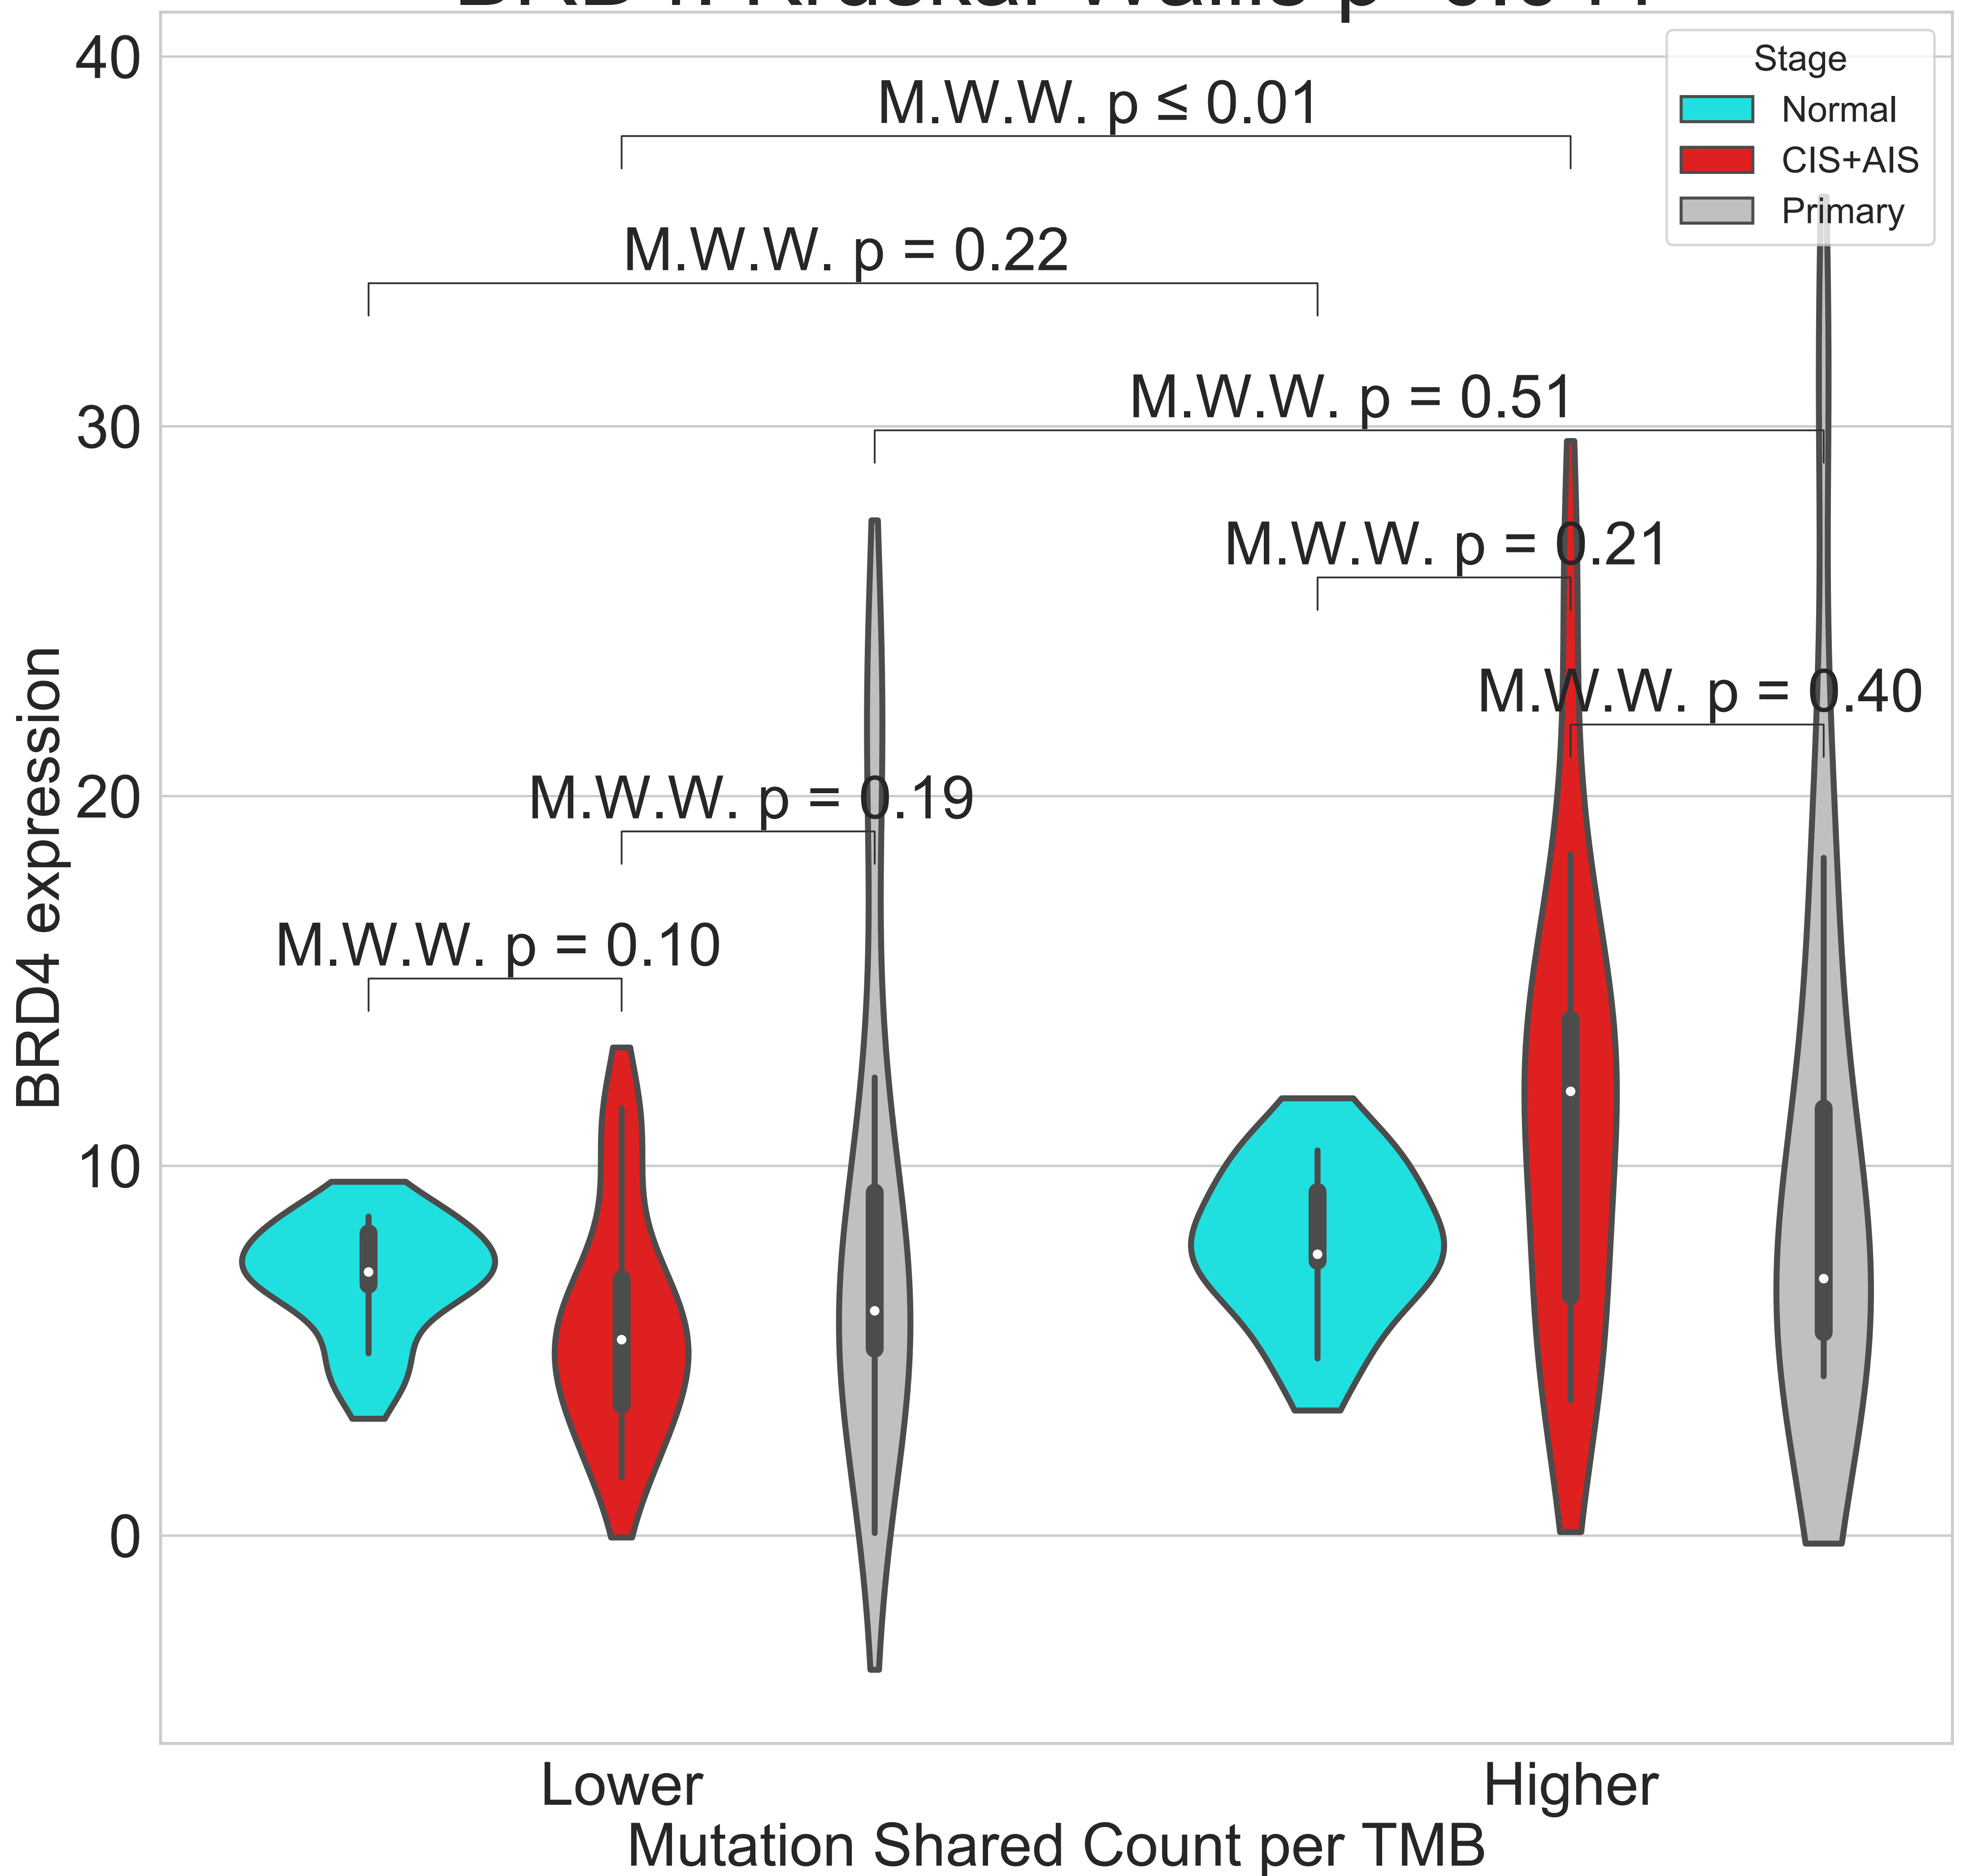 40
M.W.W. p ≤ 0.01
Stage
Normal
CIS+AIS
Primary
M.W.W. p = 0.22
30
M.W.W. p = 0.51
M.W.W. p = 0.21
M.W.W. p = 0.40
20
M.W.W. p = 0.19
M.W.W. p = 0.10
10
0
BRD4 expression
Lower
Higher
Mutation Shared Count per TMB